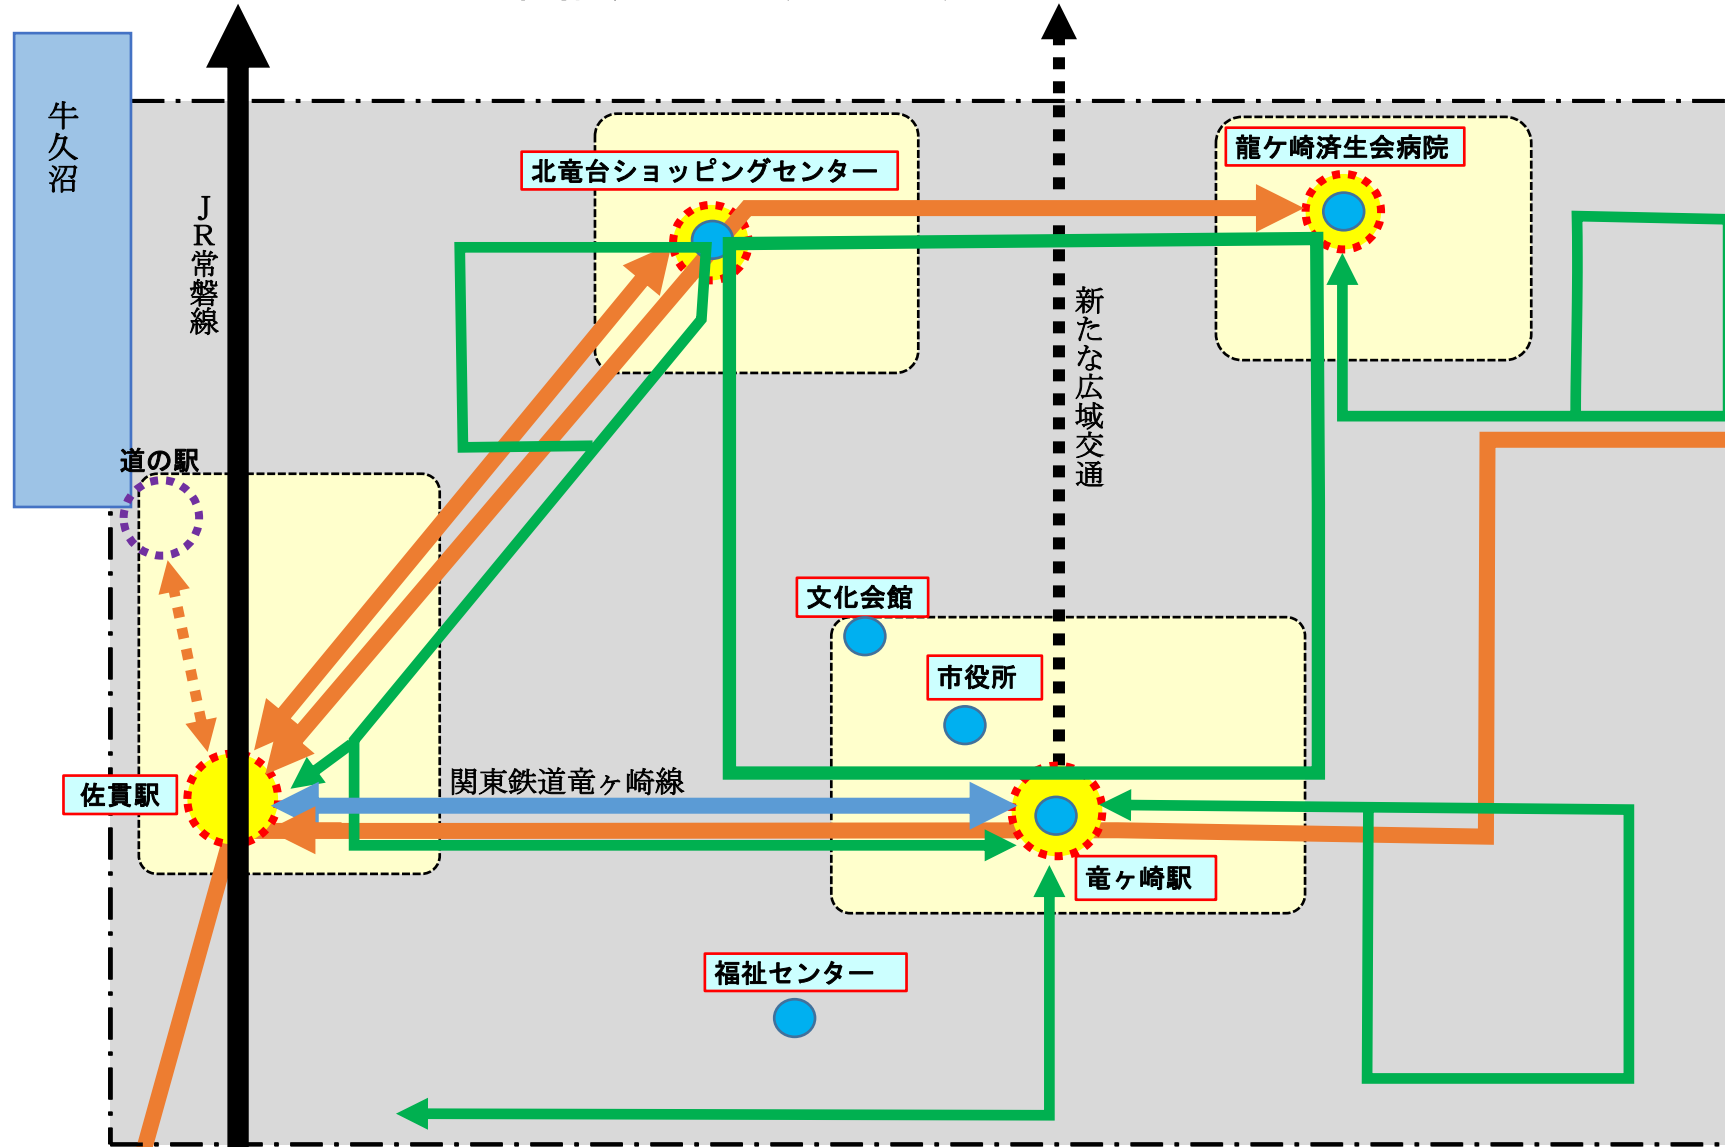 牛久沼
JR常磐線
北竜台ショッピングセンター
龍ケ崎済生会病院
新たな広域交通
道の駅
文化会館
市役所
佐貫駅
関東鉄道竜ヶ崎線
竜ヶ崎駅
福祉センター